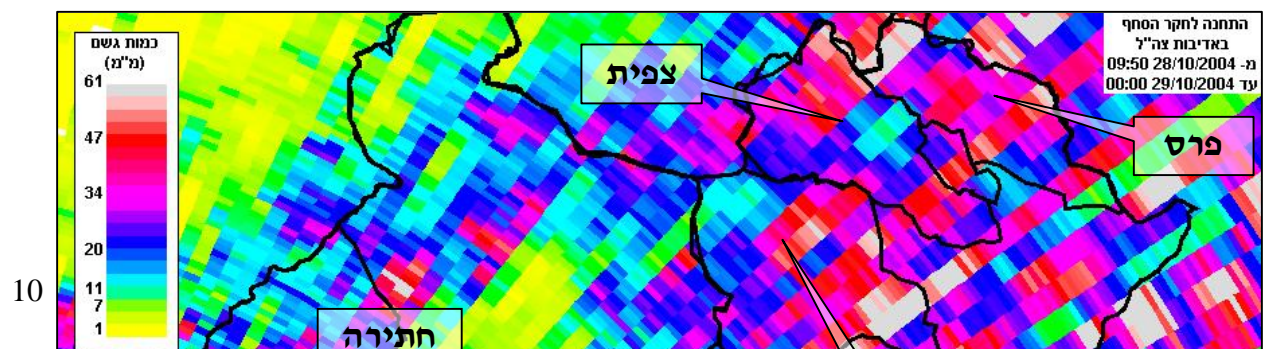 כמות גשם
(מ"מ)
61
47
34
20
11
7
1
צפית
התחנה לחקר הסחף
באדיבות צה"ל
מ- 28/10/2004 09:50
עד 29/10/2004 00:00
פרס
10
חתירה